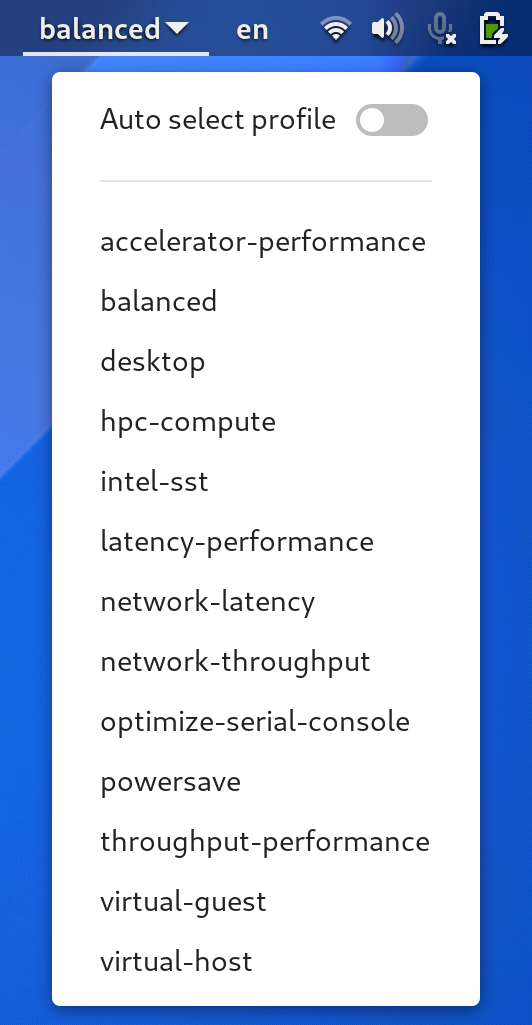 balanced en
Auto select profile
accelerator-performance
balanced
desktop
hpc-compute
intel-sst
latency-performance
network-latency
network-throughput
optimize-serial-console
powersave
throughput-performance
virtual-guest
virtual-host